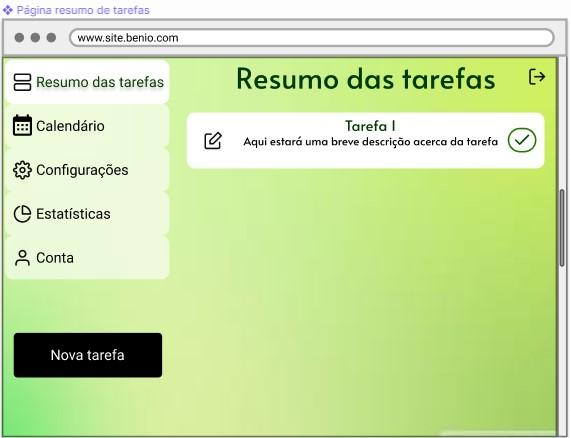 Página resumo de tarefas
www.site.benio.com
Resumo das tarefas
Calendário
Configurações
Estatísticas
Conta
Nova tarefa
Resumo das tarefas
Tarefa 1
Aqui estará uma breve descrição acerca da tarefa